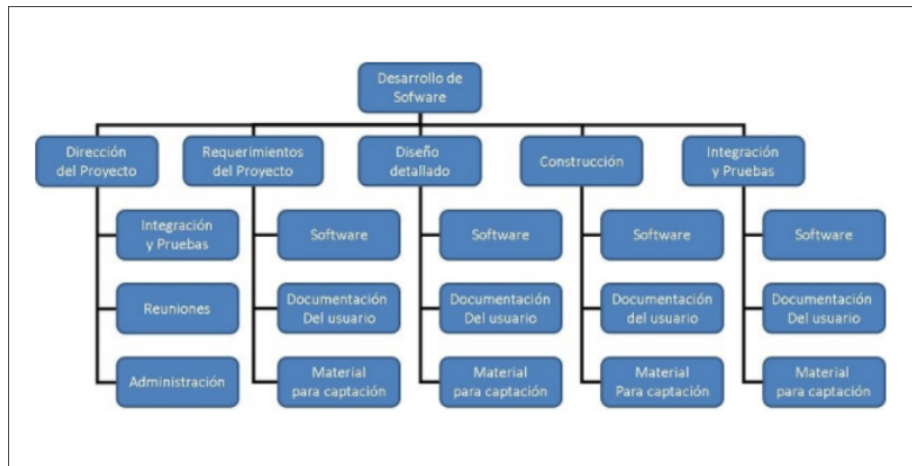 Desarrollo de
Sofware
Dirección
del Proyecto
Requerimientos
del Proyecto
Diseño
detallado
Construcción
Integración
y Pruebas
Integración
y Pruebas
Software
Software
Software
Software
Reuniones
Documentación
Del usuario
Documentación
Del usuario
Documentación
del usuario
Documentación
Del usuario
Administración
Material
para captación
Material
para captación
Material
Para captación
Material
para captación